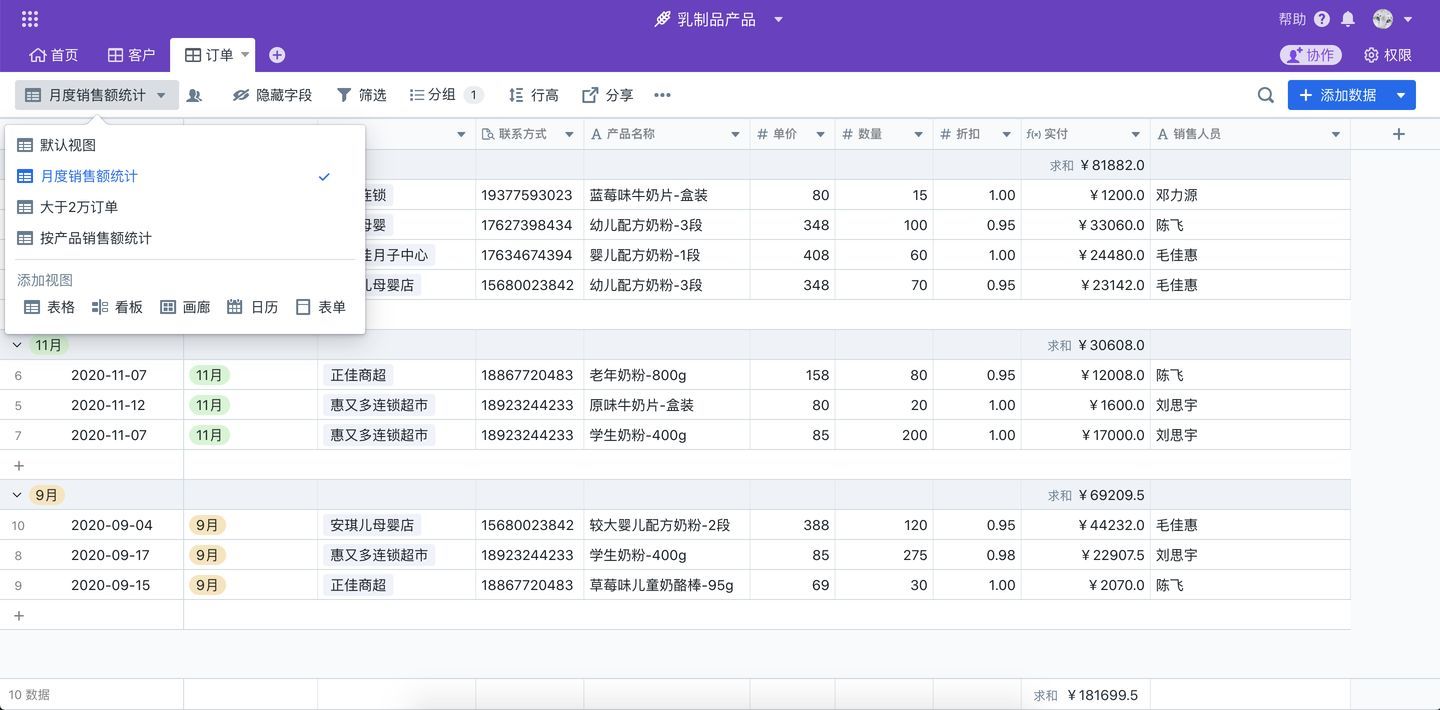 乳制品产品
帮助
首页 客户 订单
协作 权限
月度销售额统计 隐藏字段 筛选 分组 1 行高 分享 添加数据
默认视图
月度销售额统计
大于2万订单
按产品销售额统计
添加视图
表格 看板 画廊 日历 表单
联系方式 A 产品名称 # 单价 # 数量 # 折扣 f(x) 实付 A 销售人员
求和 ￥81882.0
连锁 19377593023 蓝莓味牛奶片-盒装 80 15 1.00 ￥1200.0 邓力源
母婴 17627398434 幼儿配方奶粉-3段 348 100 0.95 ￥33060.0 陈飞
佳月子中心 17634674394 婴儿配方奶粉-1段 408 60 1.00 ￥24480.0 毛佳惠
儿母婴店 15680023842 幼儿配方奶粉-3段 348 70 0.95 ￥23142.0 毛佳惠
11月 求和 ￥30608.0
6 2020-11-07 11月 正佳商超 18867720483 老年奶粉-800g 158 80 0.95 ￥12008.0 陈飞
5 2020-11-12 11月 惠又多连锁超市 18923244233 原味牛奶片-盒装 80 20 1.00 ￥1600.0 刘思宇
7 2020-11-07 11月 惠又多连锁超市 18923244233 学生奶粉-400g 85 200 1.00 ￥17000.0 刘思宇
9月 求和 ￥69209.5
10 2020-09-04 9月 安琪儿母婴店 15680023842 较大婴儿配方奶粉-2段 388 120 0.95 ￥44232.0 毛佳惠
8 2020-09-17 9月 惠又多连锁超市 18923244233 学生奶粉-400g 85 275 0.98 ￥22907.5 刘思宇
9 2020-09-15 9月 正佳商超 18867720483 草莓味儿童奶酪棒-95g 69 30 1.00 ￥2070.0 陈飞
10 数据 求和 ￥181699.5